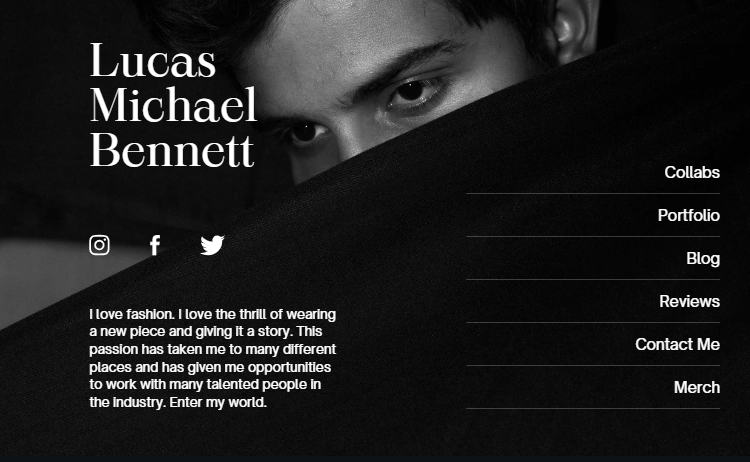 Lucas
Michael
Bennett
I love fashion. I love the thrill of wearing
a new piece and giving it a story. This
passion has taken me to many different
places and has given me opportunities
to work with many talented people in
the industry. Enter my world.
Collabs
Portfolio
Blog
Reviews
Contact Me
Merch